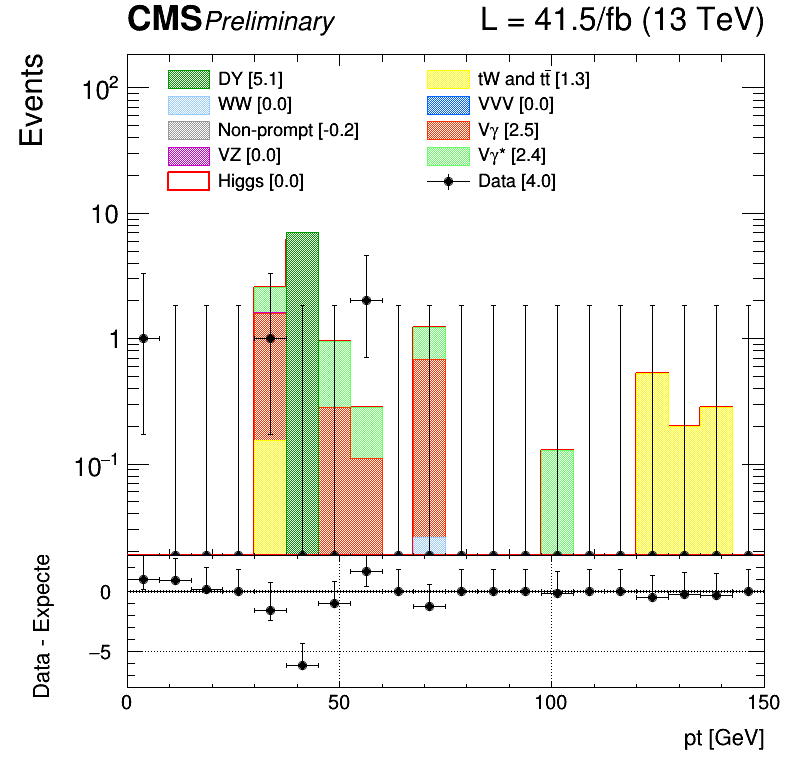 CMS Preliminary L = 41.5/fb (13 TeV)
Events
10²
10
1
10⁻¹
DY [5.1]
WW [0.0]
Non-prompt [-0.2]
VZ [0.0]
Higgs [0.0]
tW and tt̄ [1.3]
VVV [0.0]
Vγ [2.5]
Vγ* [2.4]
Data [4.0]
Data - Expecte
0
−5
0 50 100 150
pt [GeV]